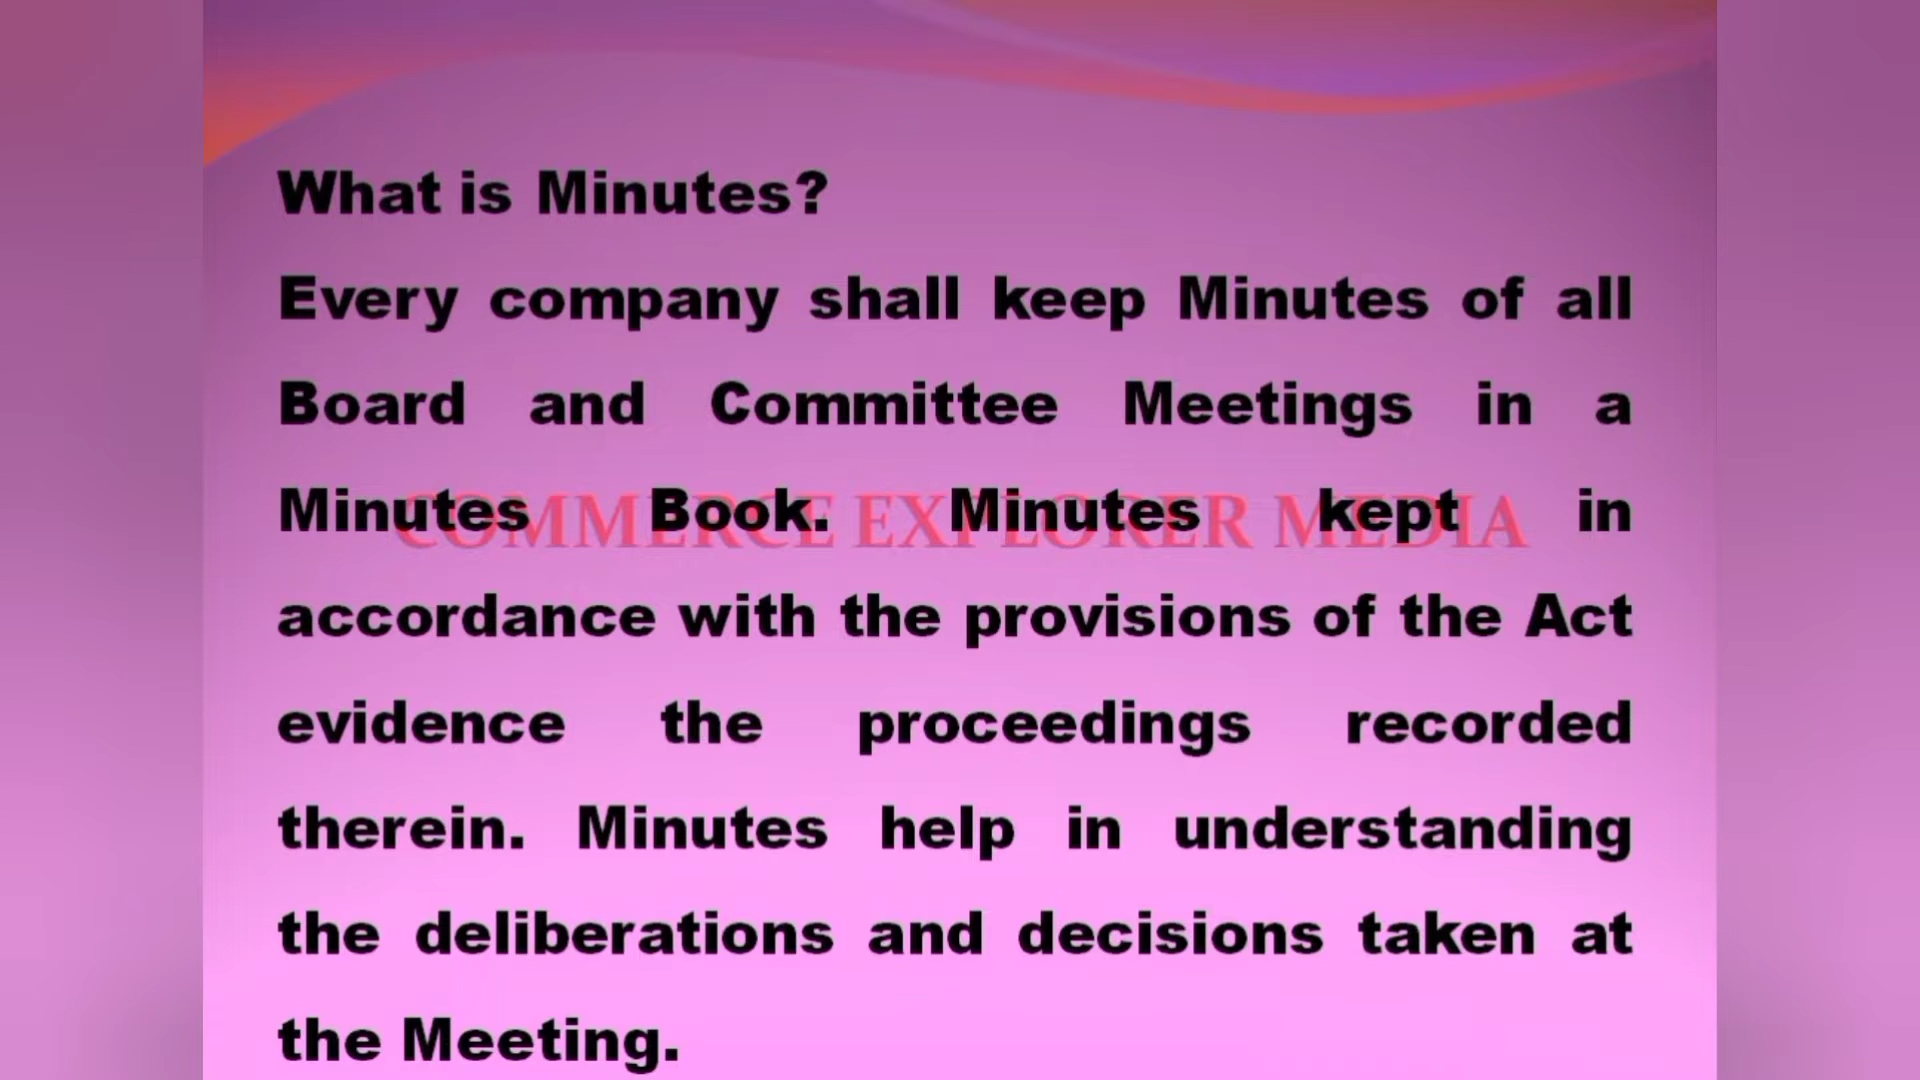 What is Minutes?
Every company shall keep Minutes of all
Board and Committee Meetings in a
Minutes Book. Minutes kept in
COMMERCE EXPLORER MEDIA
accordance with the provisions of the Act
evidence the proceedings recorded
therein. Minutes help in understanding
the deliberations and decisions taken at
the Meeting.